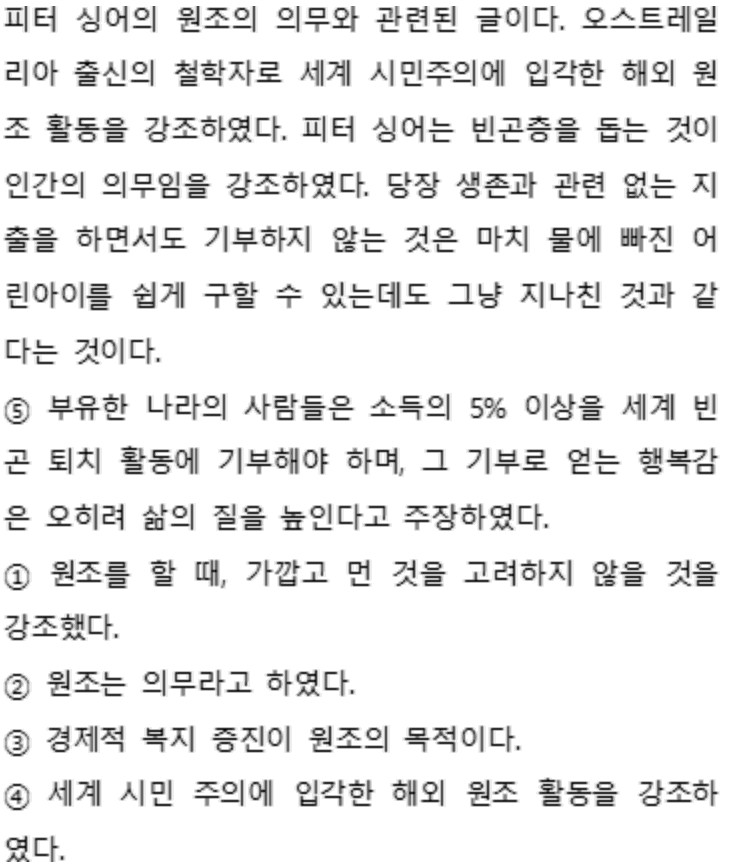 피터 싱어의 원조의 의무와 관련된 글이다. 오스트레일
리아 출신의 철학자로 세계 시민주의에 입각한 해외 원
조 활동을 강조하였다. 피터 싱어는 빈곤층을 돕는 것이
인간의 의무임을 강조하였다. 당장 생존과 관련 없는 지
출을 하면서도 기부하지 않는 것은 마치 물에 빠진 어
린아이를 쉽게 구할 수 있는데도 그냥 지나친 것과 같
다는 것이다.
⑤ 부유한 나라의 사람들은 소득의 5% 이상을 세계 빈
곤 퇴치 활동에 기부해야 하며, 그 기부로 얻는 행복감
은 오히려 삶의 질을 높인다고 주장하였다.
① 원조를 할 때, 가깝고 먼 것을 고려하지 않을 것을
강조했다.
② 원조는 의무라고 하였다.
③ 경제적 복지 증진이 원조의 목적이다.
④ 세계 시민 주의에 입각한 해외 원조 활동을 강조하
였다.